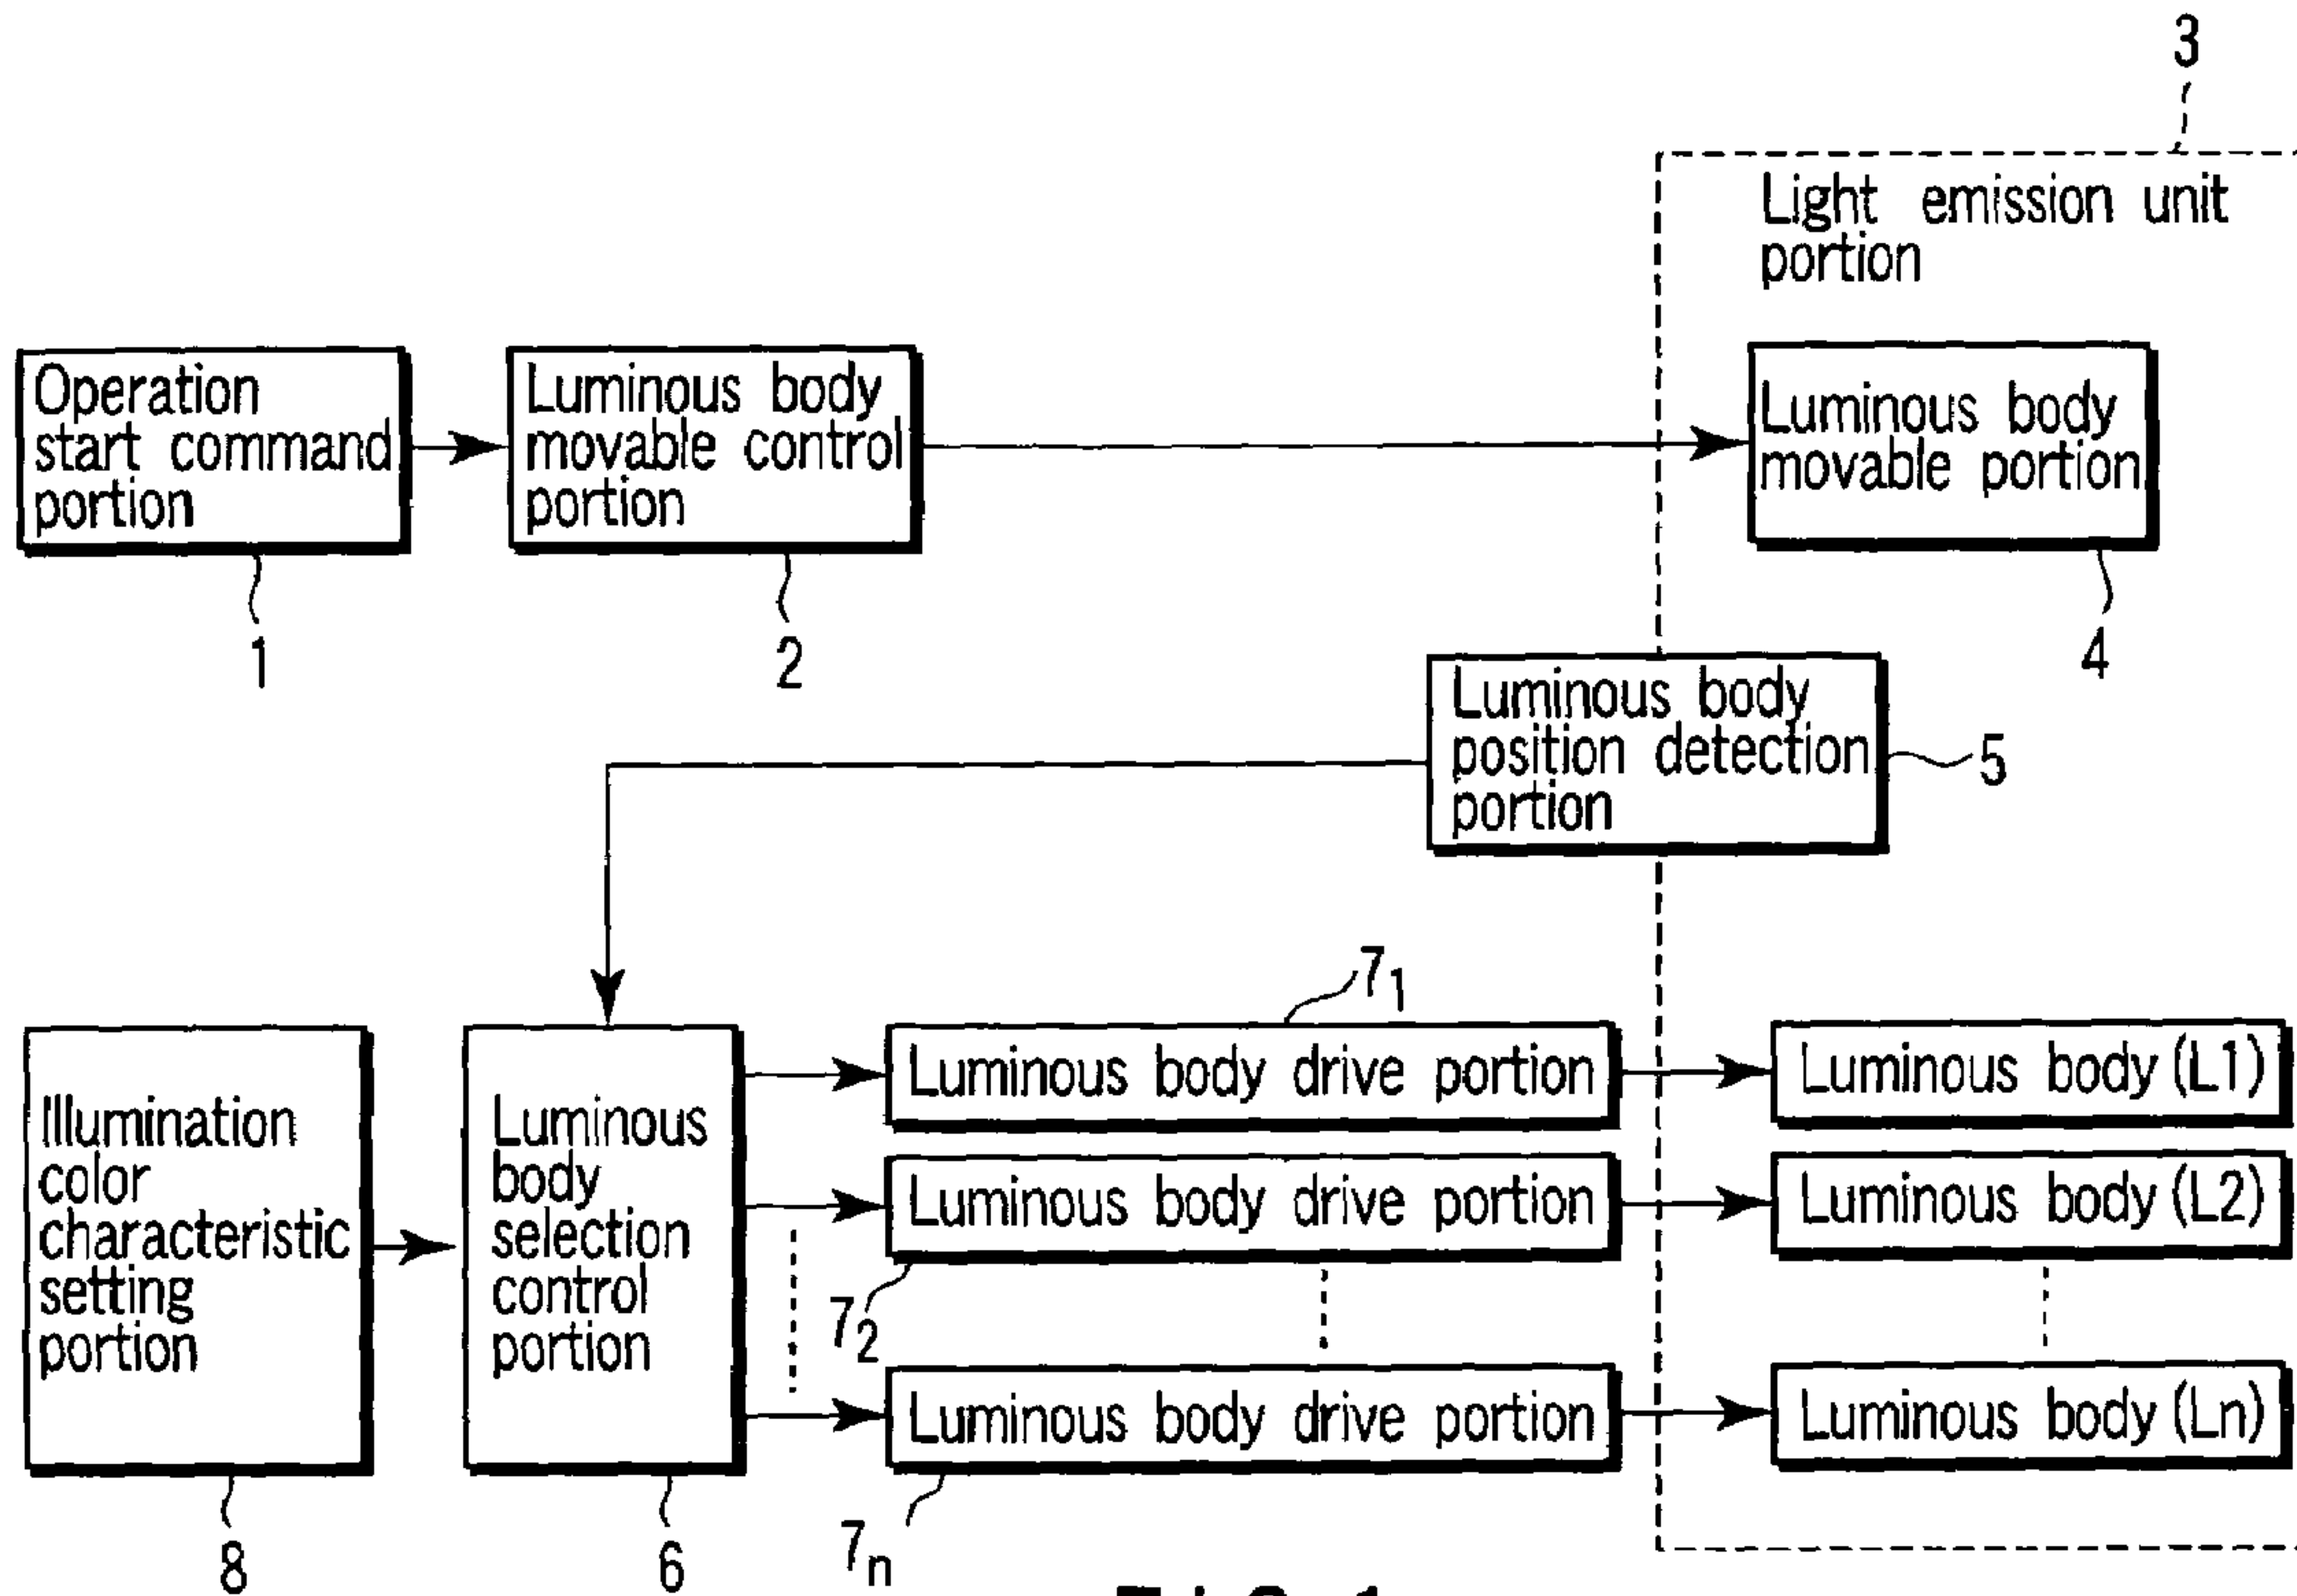 3
Light emission unit
portion
Operation
start command
portion
1
Luminous body
movable control
portion
2
Luminous body
movable portion
4
Luminous body
position detection
portion
5
Illumination
color
characteristic
setting
portion
8
Luminous
body
selection
control
portion
6
7₁
Luminous body drive portion
Luminous body (L1)
Luminous body drive portion
Luminous body (L2)
7₂
Luminous body drive portion
Luminous body (Ln)
7ₙ